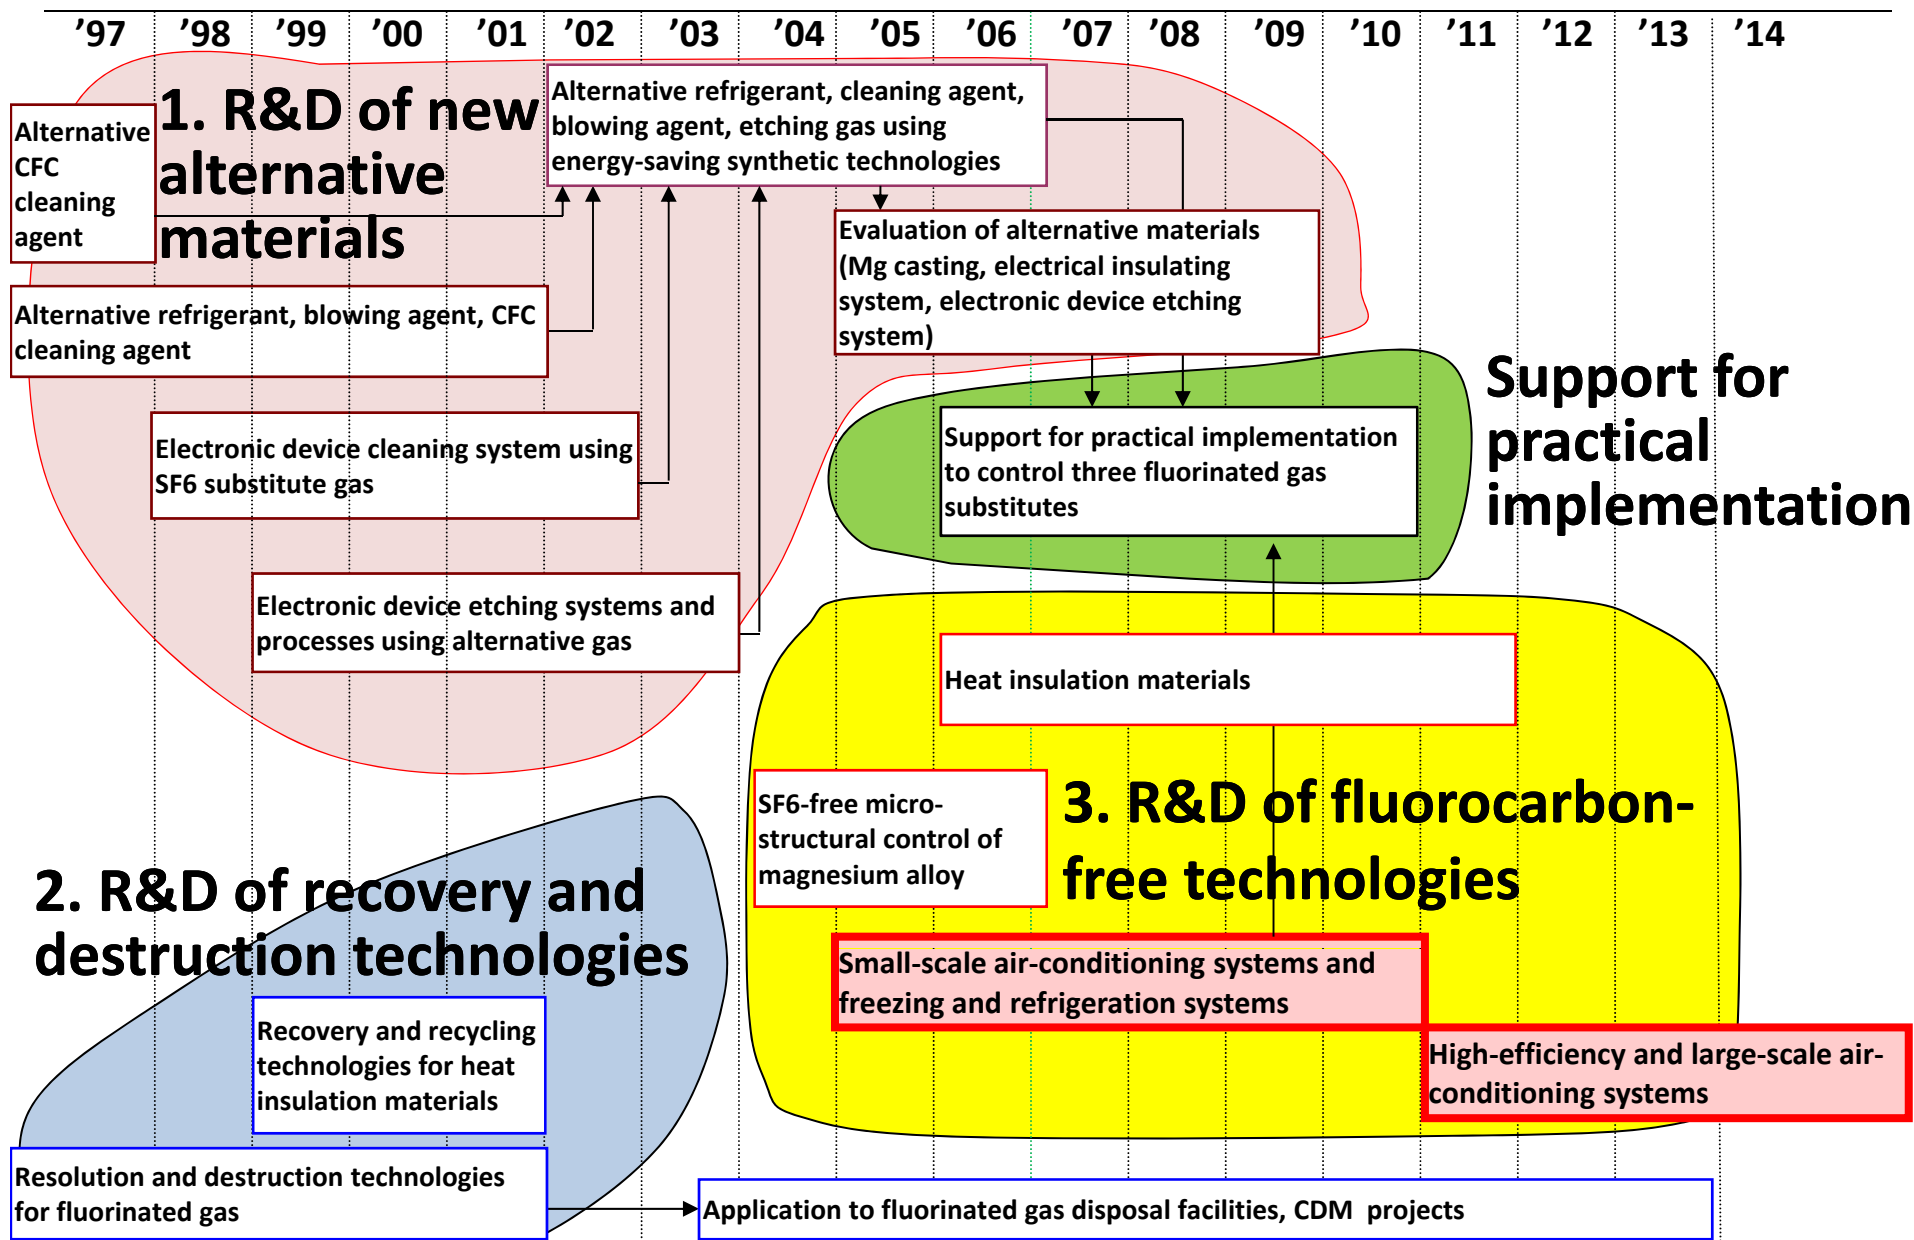 ’97 ’98 ’99 ’00 ’01 ’02 ’03 ’04 ’05 ’06 ’07 ’08 ’09 ’10 ’11 ’12 ’13 ’14
1. R&D of new
alternative
materials
Alternative
CFC
cleaning
agent
Alternative refrigerant, cleaning agent,
blowing agent, etching gas using
energy-saving synthetic technologies
Evaluation of alternative materials
(Mg casting, electrical insulating
system, electronic device etching
system)
Alternative refrigerant, blowing agent, CFC
cleaning agent
Electronic device cleaning system using
SF6 substitute gas
Electronic device etching systems and
processes using alternative gas
Support for
practical
implementation
Support for practical implementation
to control three fluorinated gas
substitutes
Heat insulation materials
SF6-free micro-
structural control of
magnesium alloy
3. R&D of fluorocarbon-
free technologies
Small-scale air-conditioning systems and
freezing and refrigeration systems
High-efficiency and large-scale air-
conditioning systems
2. R&D of recovery and
destruction technologies
Recovery and recycling
technologies for heat
insulation materials
Resolution and destruction technologies
for fluorinated gas
Application to fluorinated gas disposal facilities, CDM projects